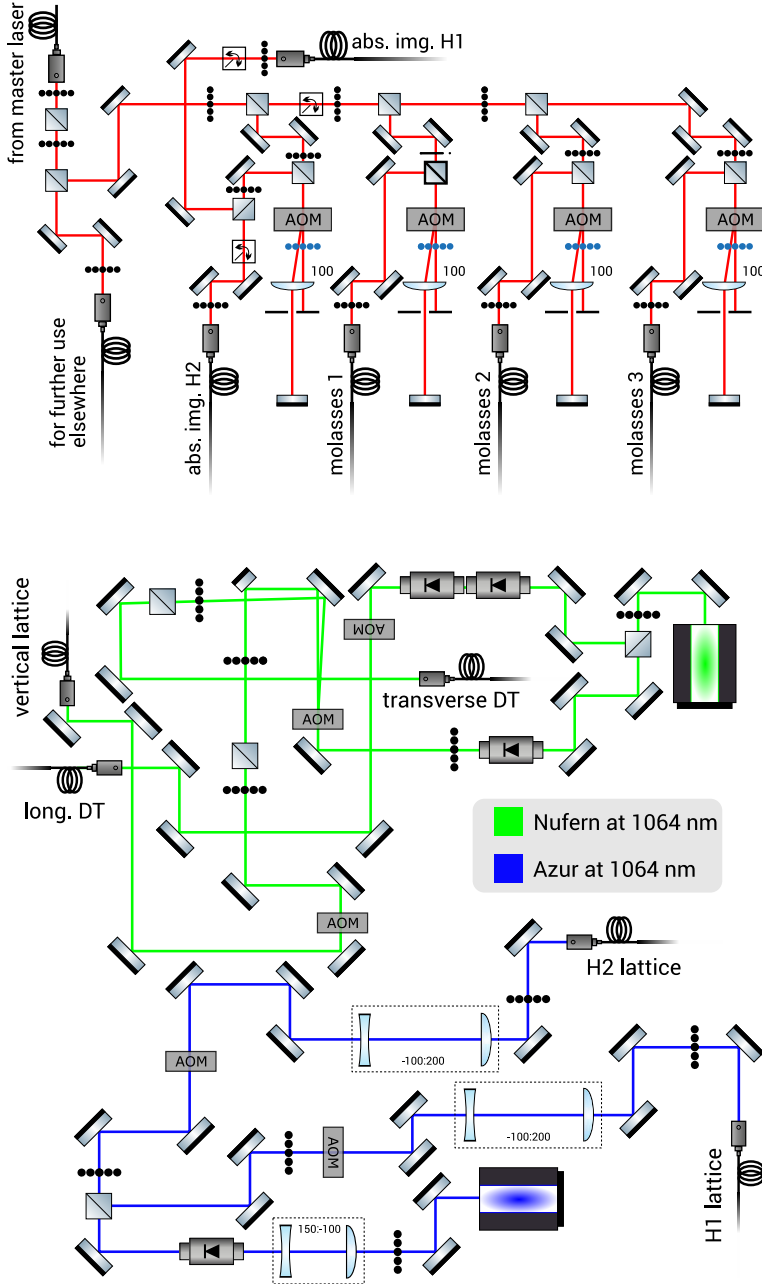 from master laser
abs. img. H1
AOM
AOM
AOM
AOM
100
100
100
100
for further use
elsewhere
abs. img. H2
molasses 1
molasses 2
molasses 3
vertical lattice
AOM
transverse DT
AOM
long. DT
Nufern at 1064 nm
Azur at 1064 nm
AOM
H2 lattice
AOM
-100:200
-100:200
AOM
H1 lattice
150:-100